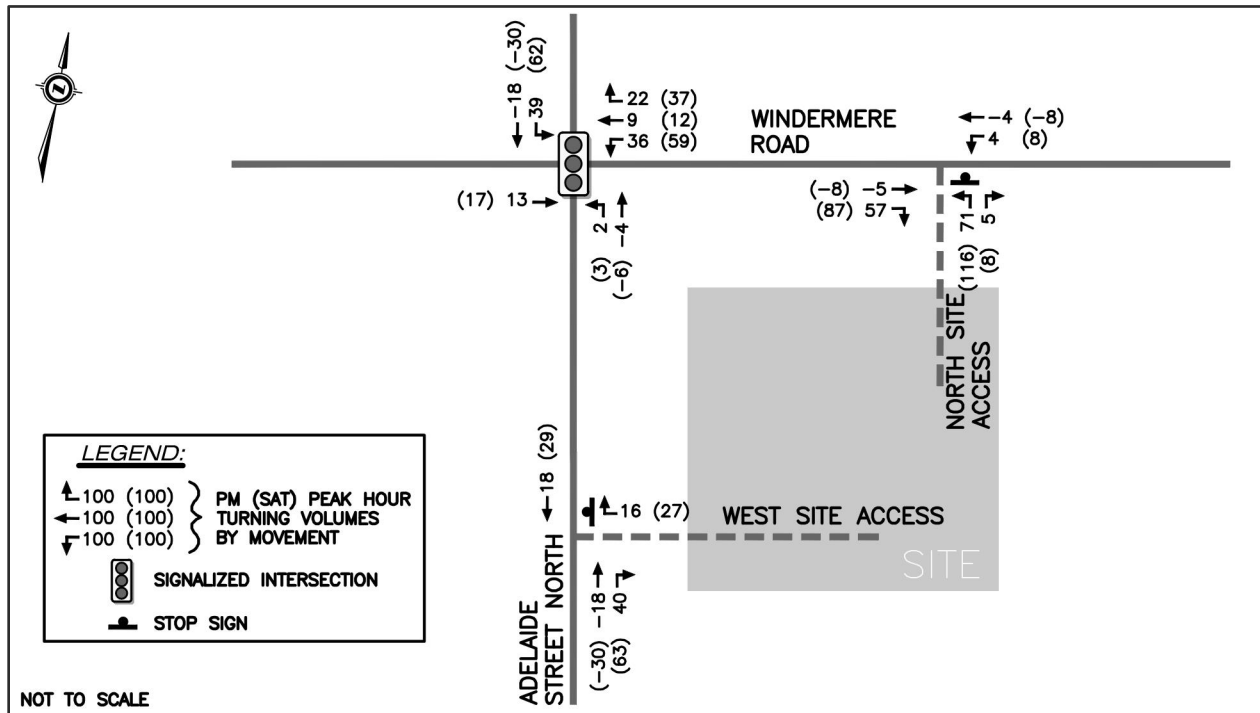 N
-18 (-30)
39 (62)
22 (37)
9 (12)
36 (59)
WINDERMERE
ROAD
-4 (-8)
4 (8)
(17) 13
(3) 2
(-6) -4
(-8) -5
(87) 57
(116) 71
(8) 5
NORTH SITE
ACCESS
LEGEND:
100 (100)
100 (100)
100 (100)
PM (SAT) PEAK HOUR
TURNING VOLUMES
BY MOVEMENT
SIGNALIZED INTERSECTION
STOP SIGN
18 (29)
16 (27)
WEST SITE ACCESS
SITE
ADELAIDE
STREET NORTH
(-30) -18
(63) 40
NOT TO SCALE